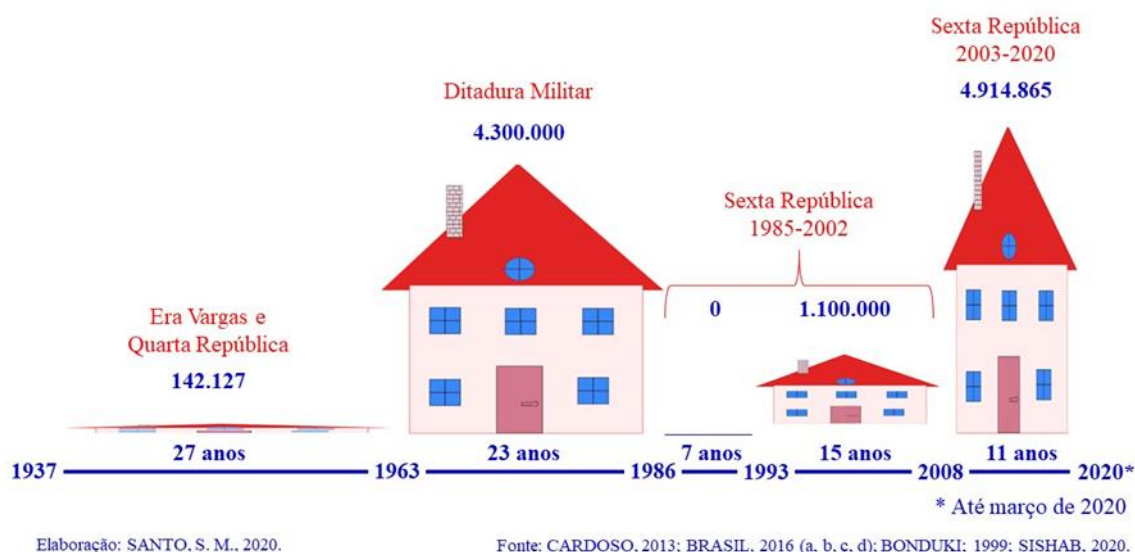 Sexta República
2003-2020
4.914.865
Ditadura Militar
4.300.000
Sexta República
1985-2002
0
1.100.000
Era Vargas e
Quarta República
142.127
27 anos
23 anos
7 anos
15 anos
11 anos
1937
1963
1986
1993
2008
2020*
* Até março de 2020
Elaboração: SANTO, S. M., 2020.
Fonte: CARDOSO, 2013; BRASIL, 2016 (a, b, c, d); BONDUKI; 1999; SISHAB, 2020.